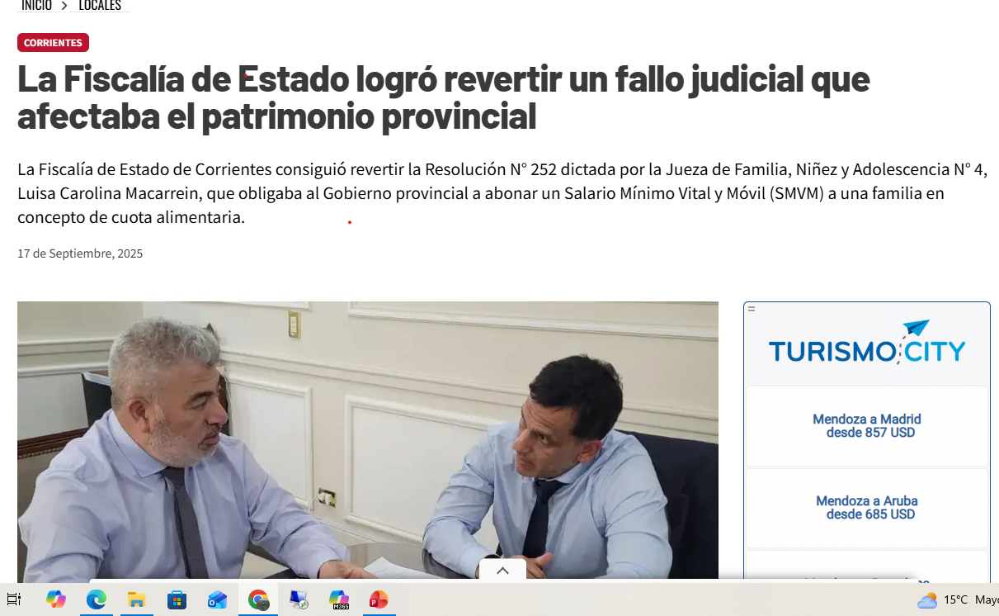 INICIO > LOCALES
CORRIENTES
La Fiscalía de Estado logró revertir un fallo judicial que
afectaba el patrimonio provincial
La Fiscalía de Estado de Corrientes consiguió revertir la Resolución N° 252 dictada por la Jueza de Familia, Niñez y Adolescencia N° 4,
Luisa Carolina Macarrein, que obligaba al Gobierno provincial a abonar un Salario Mínimo Vital y Móvil (SMVM) a una familia en
concepto de cuota alimentaria.
17 de Septiembre, 2025
TURISMO CITY
Mendoza a Madrid
desde 857 USD
Mendoza a Aruba
desde 685 USD
M365
15°C Mayo